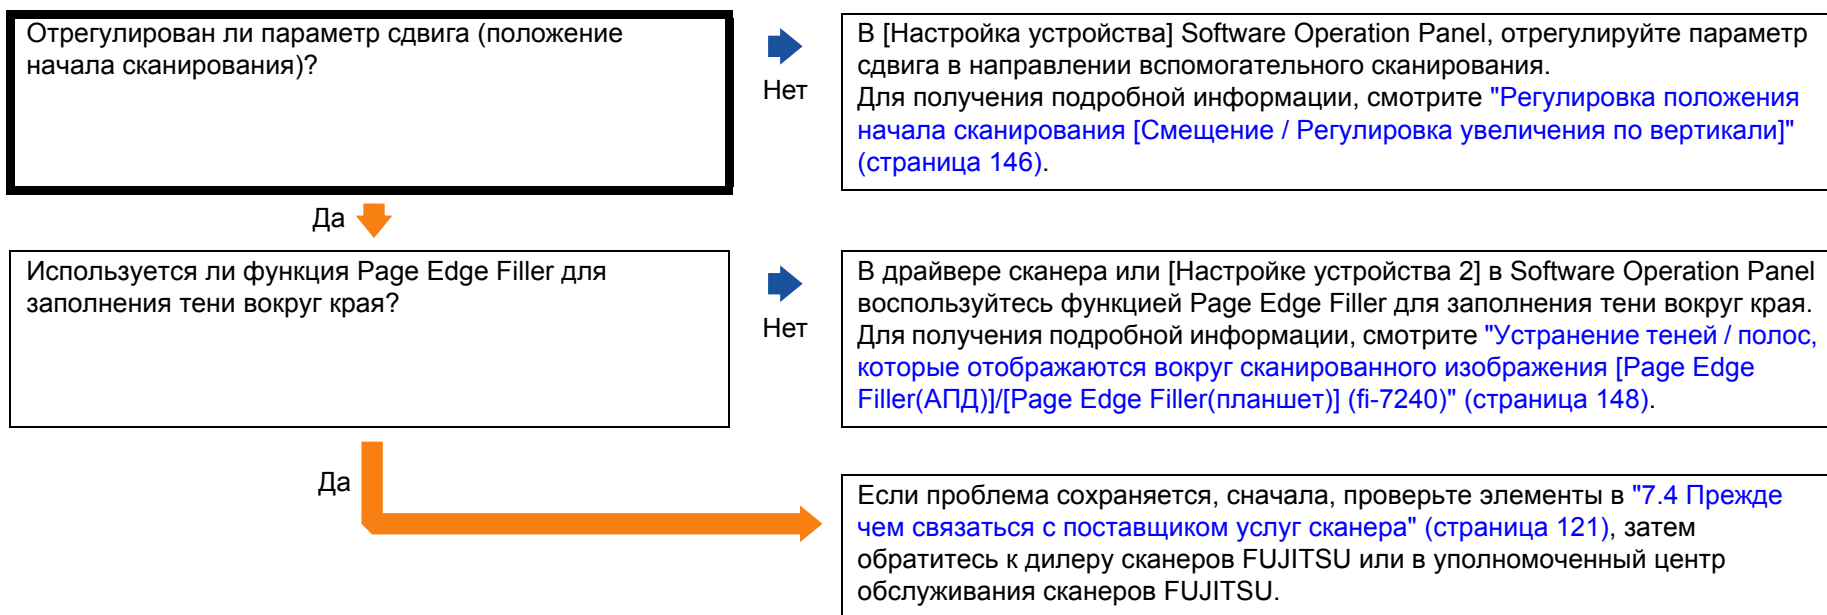 Отрегулирован ли параметр сдвига (положение
начала сканирования)?
Нет
В [Настройка устройства] Software Operation Panel, отрегулируйте параметр
сдвига в направлении вспомогательного сканирования.
Для получения подробной информации, смотрите "Регулировка положения
начала сканирования [Смещение / Регулировка увеличения по вертикали]"
(страница 146).
Да
Используется ли функция Page Edge Filler для
заполнения тени вокруг края?
Нет
В драйвере сканера или [Настройке устройства 2] в Software Operation Panel
воспользуйтесь функцией Page Edge Filler для заполнения тени вокруг края.
Для получения подробной информации, смотрите "Устранение теней / полос,
которые отображаются вокруг сканированного изображения [Page Edge
Filler(АПД)]/[Page Edge Filler(планшет)] (fi-7240)" (страница 148).
Да
Если проблема сохраняется, сначала, проверьте элементы в "7.4 Прежде
чем связаться с поставщиком услуг сканера" (страница 121), затем
обратитесь к дилеру сканеров FUJITSU или в уполномоченный центр
обслуживания сканеров FUJITSU.